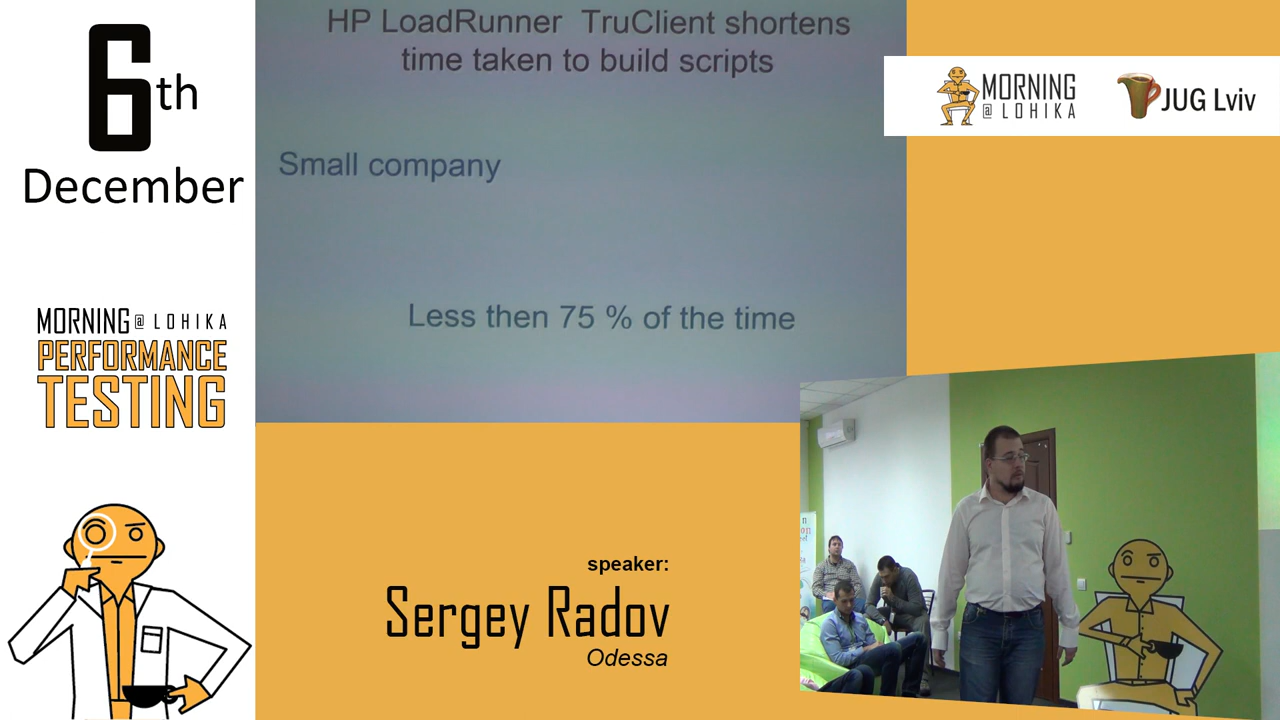 6th
December
MORNING @ LOHIKA
PERFORMANCE
TESTING
HP LoadRunner TruClient shortens
time taken to build scripts
Small company
Less then 75 % of the time
MORNING
@ LOHIKA
JUG Lviv
speaker:
Sergey Radov
Odessa